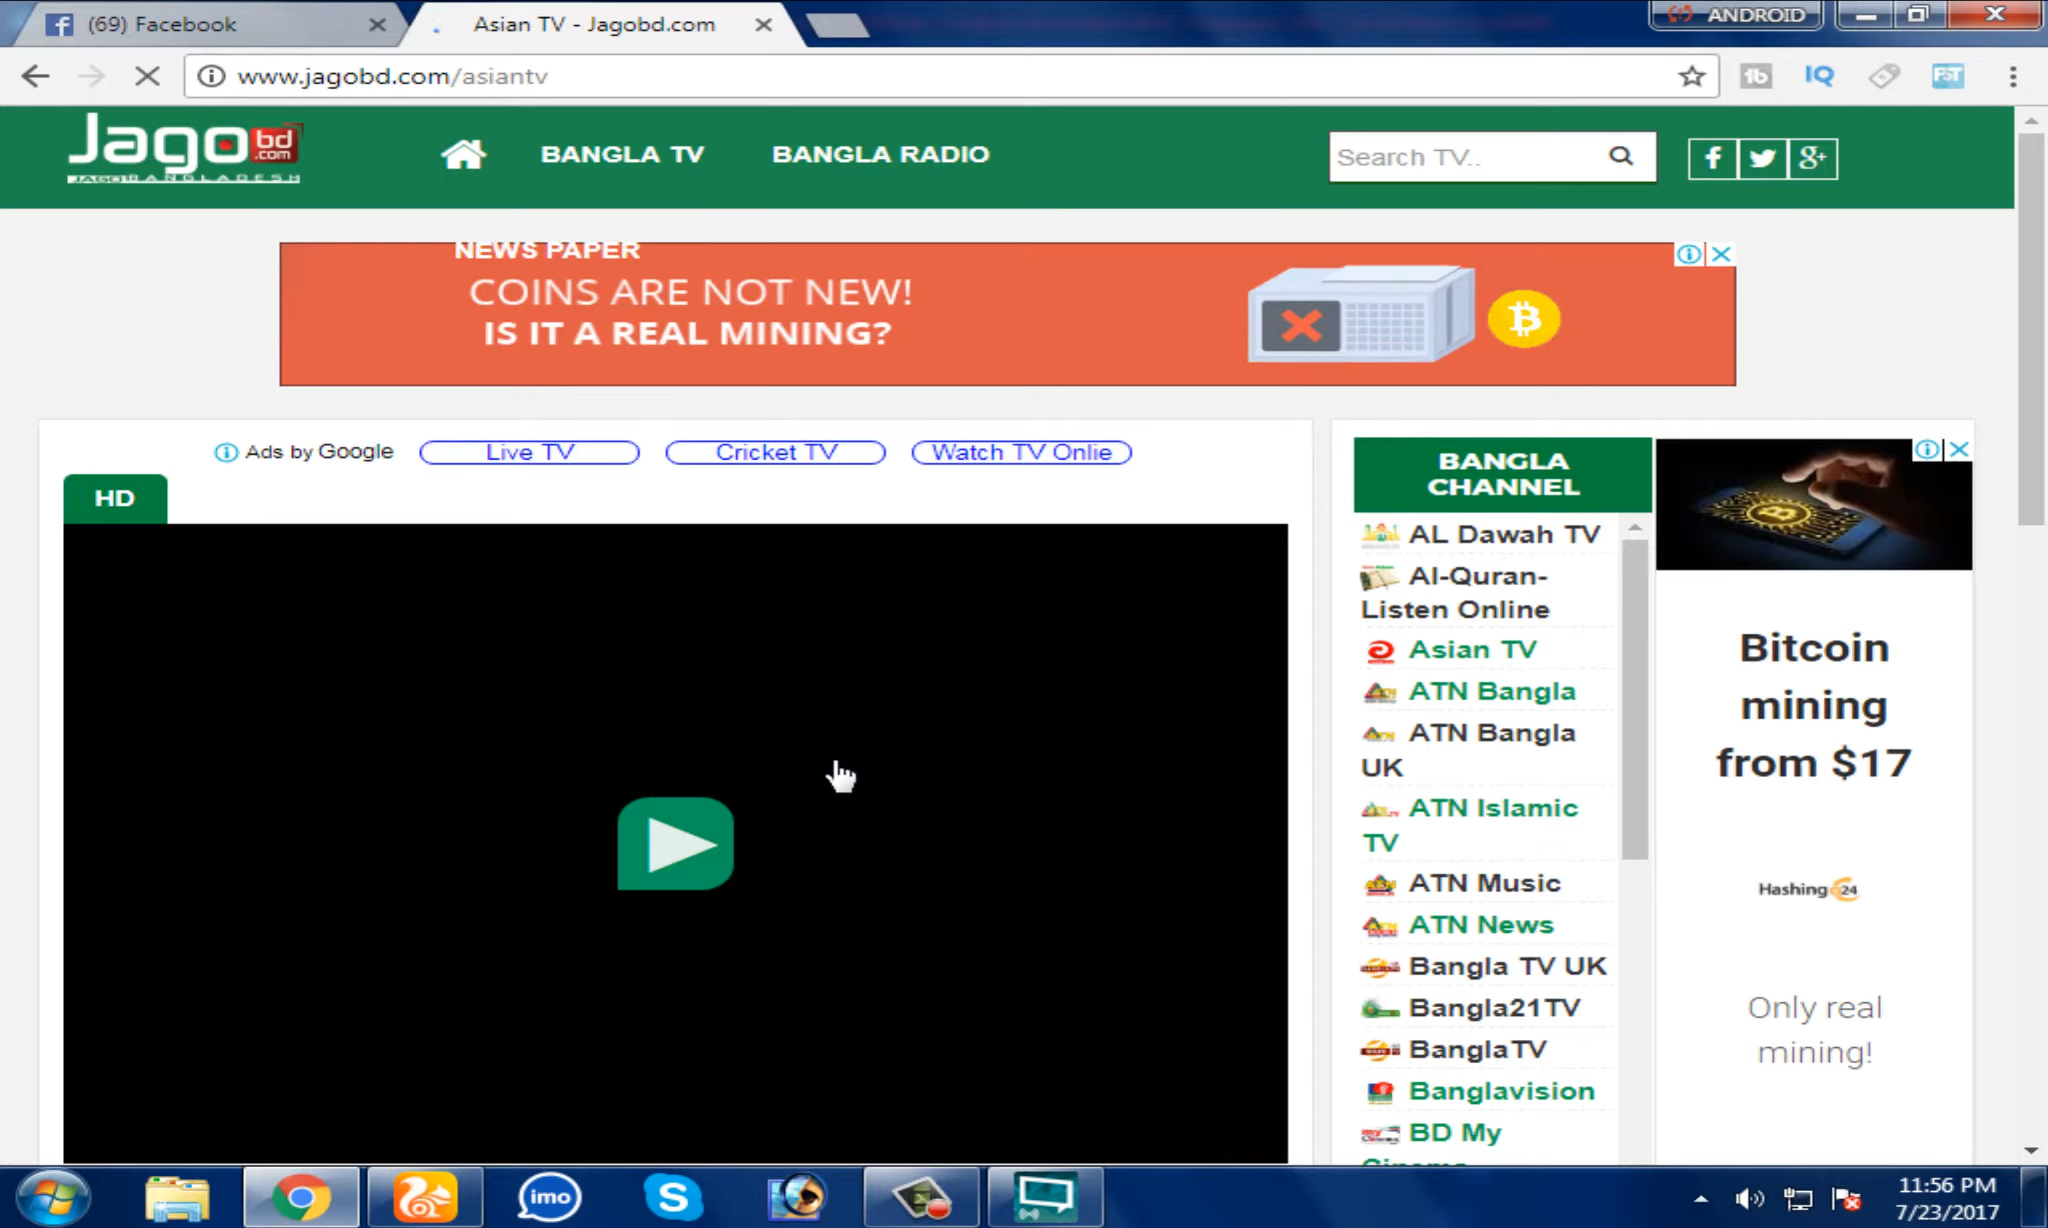 (69) Facebook
Asian TV - Jagobd.com
ANDROID
www.jagobd.com/asiantv
Jago bd .com
JAGOBANGLADESH
BANGLA TV
BANGLA RADIO
Search TV..
NEWS PAPER
COINS ARE NOT NEW!
IS IT A REAL MINING?
Ads by Google
Live TV
Cricket TV
Watch TV Onlie
HD
BANGLA
CHANNEL
AL Dawah TV
Al-Quran-
Listen Online
Asian TV
ATN Bangla
ATN Bangla
UK
ATN Islamic
TV
ATN Music
ATN News
Bangla TV UK
Bangla21TV
BanglaTV
Banglavision
BD My
Bitcoin
mining
from $17
Hashing24
Only real
mining!
imo
11:56 PM
7/23/2017